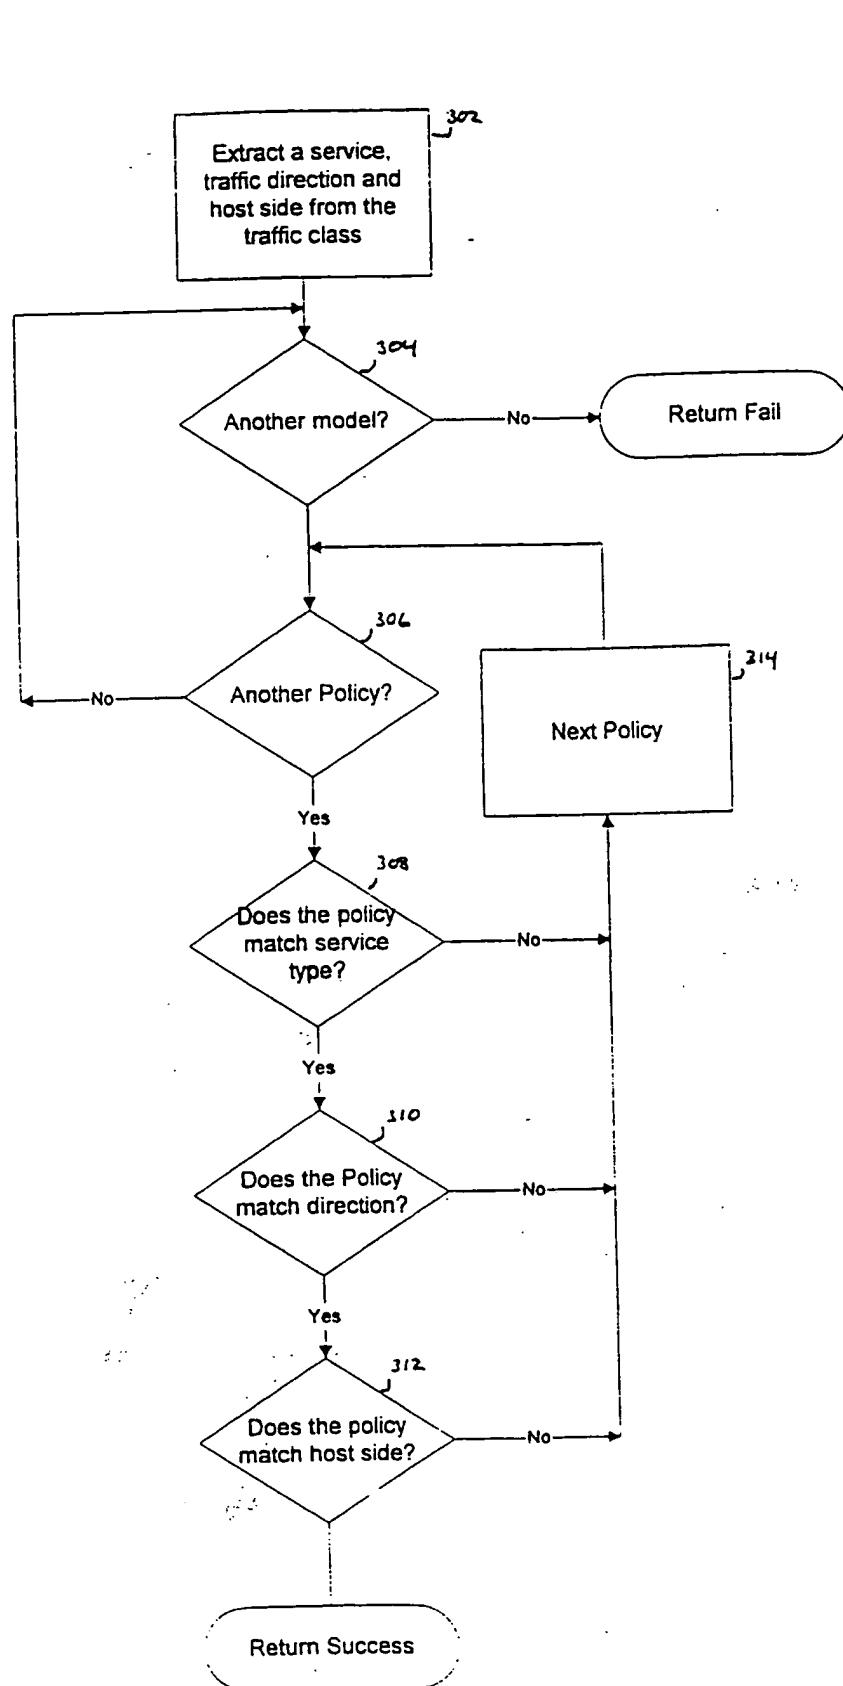 302
Extract a service,
traffic direction and
host side from the
traffic class
304
Another model?
No
Return Fail
306
Another Policy?
No
314
Next Policy
Yes
308
Does the policy
match service
type?
No
Yes
310
Does the Policy
match direction?
No
Yes
312
Does the policy
match host side?
No
Return Success